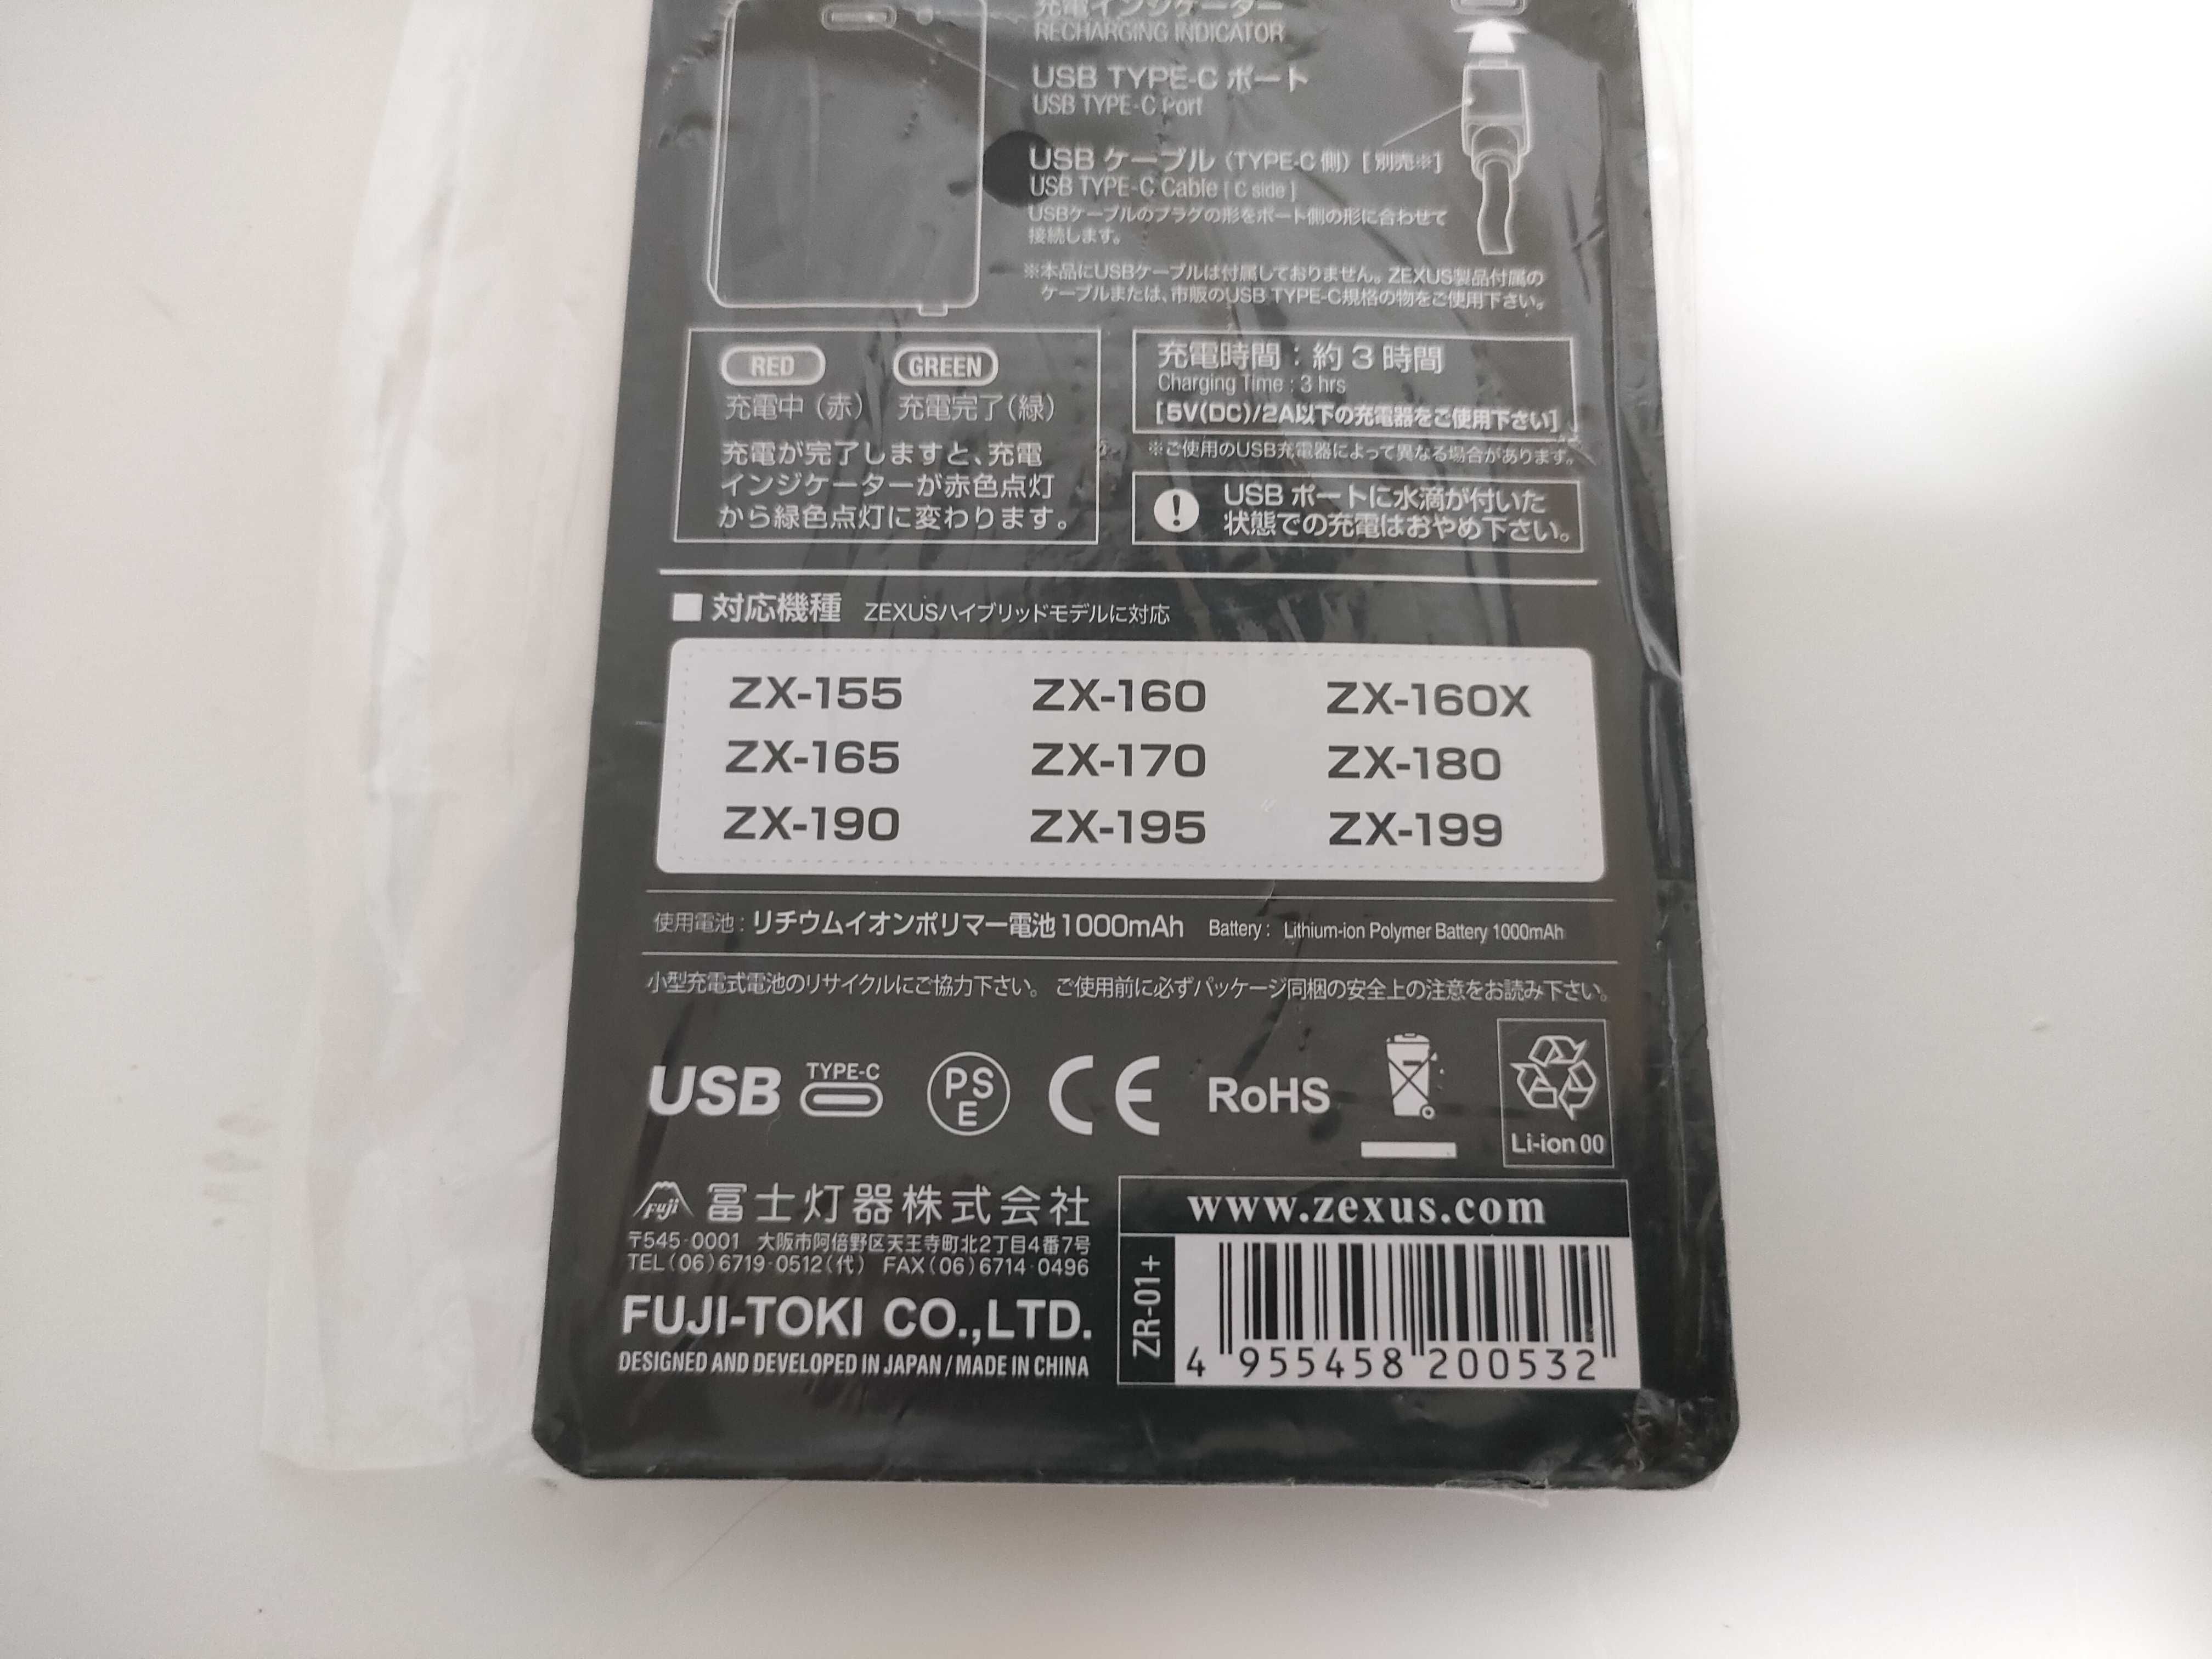 充電インジケーター
RECHARGING INDICATOR
USB TYPE-C ポート
USB TYPE-C Port
USB ケーブル（TYPE-C 側）[ 別売※]
USB TYPE-C Cable [ C side ]
USBケーブルのプラグの形をポート側の形に合わせて
接続します。
※本品にUSBケーブルは付属しておりません。ZEXUS製品付属の
ケーブルまたは、市販のUSB TYPE-C規格の物をご使用下さい。
RED GREEN
充電中（赤） 充電完了（緑）
充電が完了しますと、充電
インジケーターが赤色点灯
から緑色点灯に変わります。
充電時間：約 3 時間
Charging Time : 3 hrs
[5V(DC)/2A以下の充電器をご使用下さい]
※ご使用のUSB充電器によって異なる場合があります。
! USB ポートに水滴が付いた
状態での充電はおやめ下さい。
■ 対応機種 ZEXUSハイブリッドモデルに対応
ZX-155 ZX-160 ZX-160X
ZX-165 ZX-170 ZX-180
ZX-190 ZX-195 ZX-199
使用電池：リチウムイオンポリマー電池1000mAh Battery : Lithium-ion Polymer Battery 1000mAh
小型充電式電池のリサイクルにご協力下さい。 ご使用前に必ずパッケージ同梱の安全上の注意をお読み下さい。
USB TYPE-C PSE CE RoHS
Li-ion 00
Fuji 冨士灯器株式会社
〒545-0001 大阪市阿倍野区天王寺町北2丁目4番7号
TEL(06)6719-0512(代) FAX(06)6714-0496
FUJI-TOKI CO.,LTD.
DESIGNED AND DEVELOPED IN JAPAN / MADE IN CHINA
www.zexus.com
ZR-01+
4 955458 200532